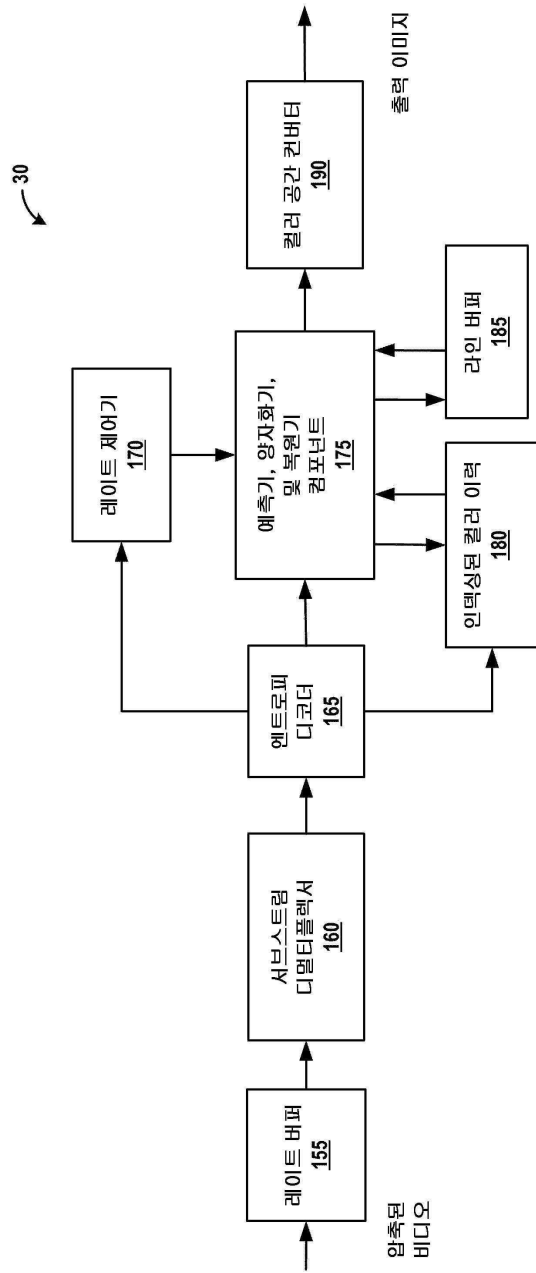 30
압축된
비디오
레이트 버퍼
155
서브스트림
디멀티플렉서
160
엔트로피
디코더
165
레이트 제어기
170
예측기, 양자화기,
및 복원기
컴포넌트
175
인덱싱된 컬러 이력
180
라인 버퍼
185
컬러 공간 컨버터
190
출력 이미지